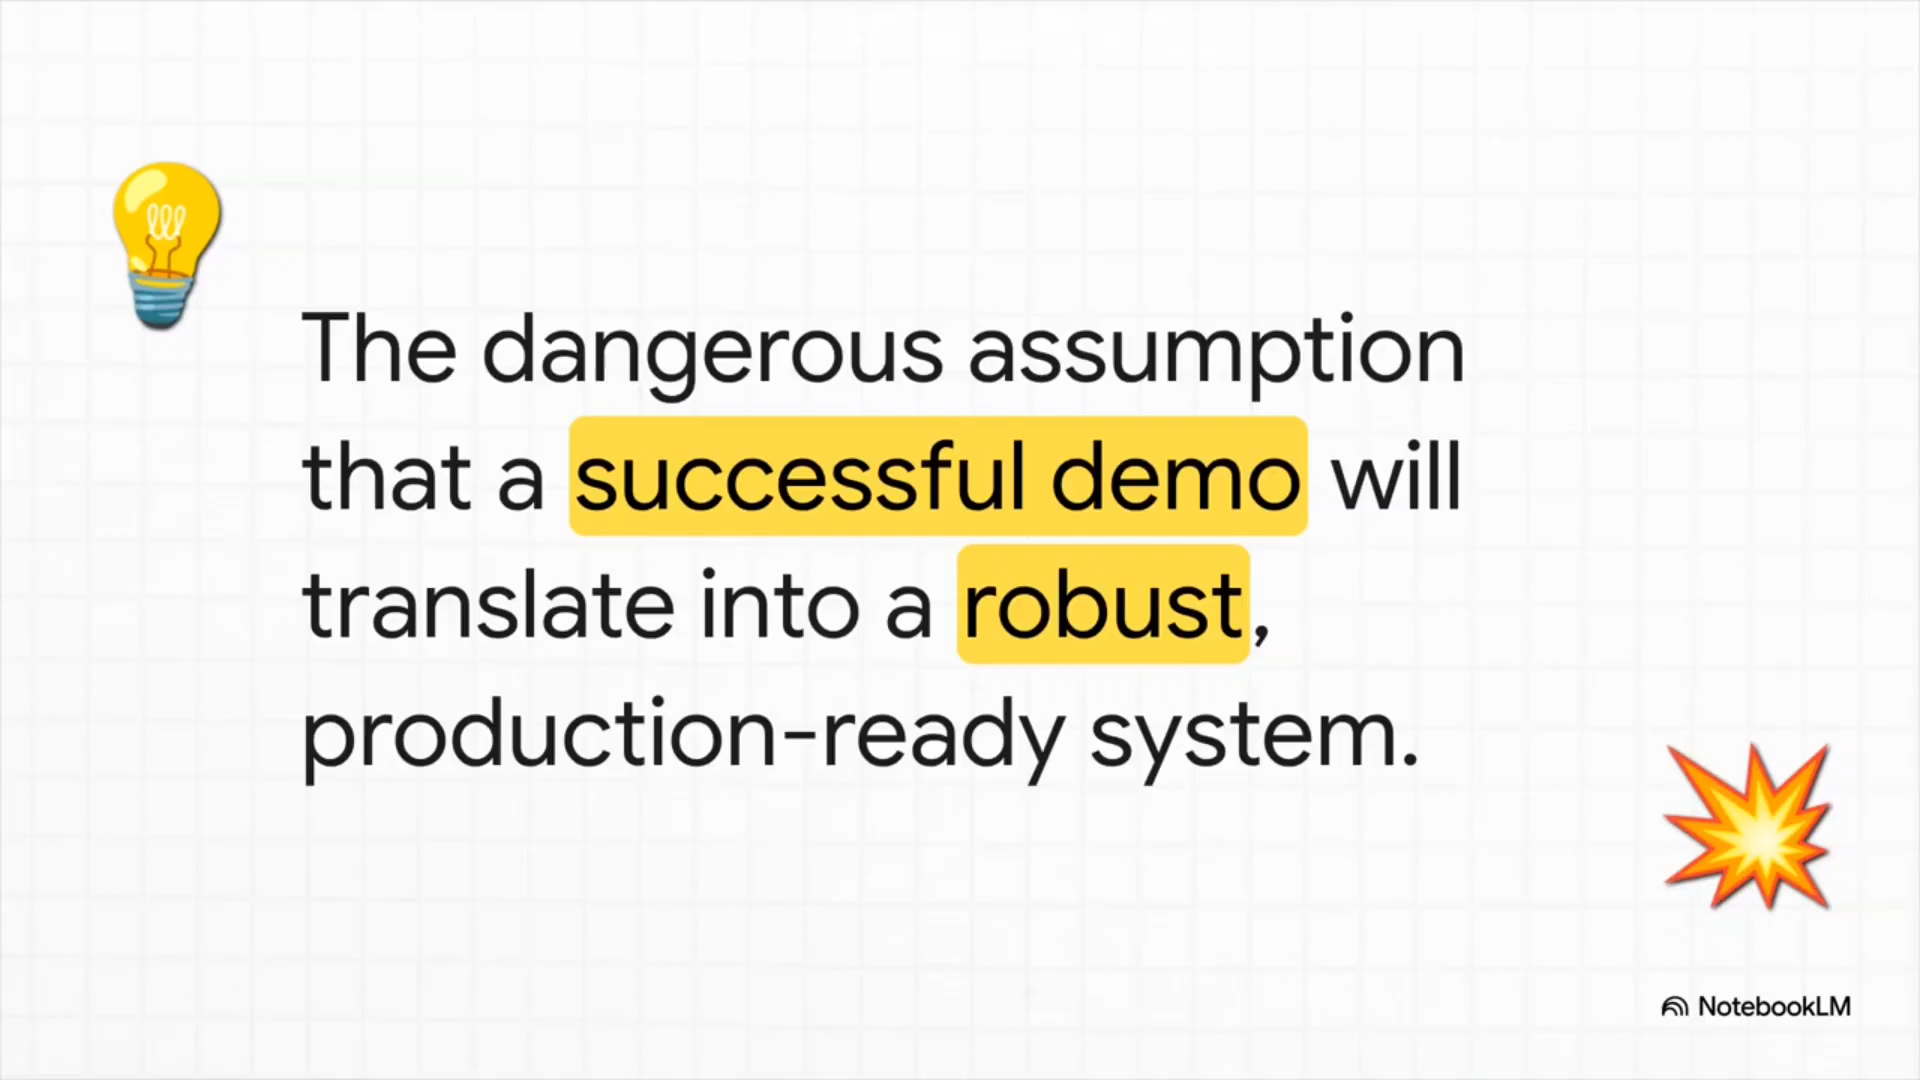 The dangerous assumption
that a successful demo will
translate into a robust,
production-ready system.
NotebookLM